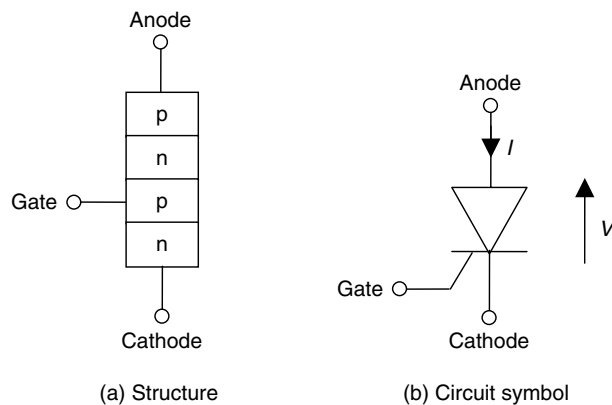 Anode
p
n
Gate
p
n
Cathode
(a) Structure
Anode
I
V
Gate
Cathode
(b) Circuit symbol